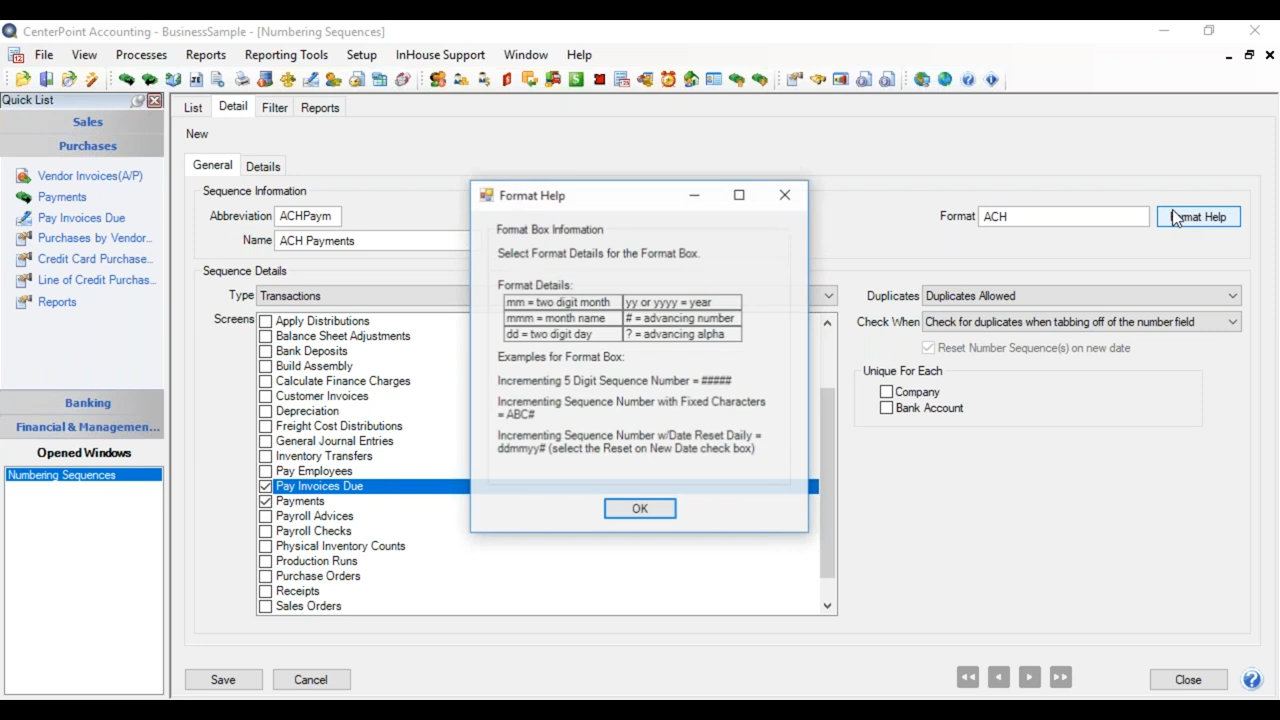 CenterPoint Accounting - BusinessSample - [Numbering Sequences]
File View Processes Reports Reporting Tools Setup InHouse Support Window Help
Quick List
Sales
Purchases
Vendor Invoices(A/P)
Payments
Pay Invoices Due
Purchases by Vendor...
Credit Card Purchase...
Line of Credit Purchas...
Reports
Banking
Financial & Managemen...
Opened Windows
Numbering Sequences
List Detail Filter Reports
New
General Details
Sequence Information
Abbreviation ACHPaym
Name ACH Payments
Format ACH
Format Help
Sequence Details
Type Transactions
Screens
Apply Distributions
Balance Sheet Adjustments
Bank Deposits
Build Assembly
Calculate Finance Charges
Customer Invoices
Depreciation
Freight Cost Distributions
General Journal Entries
Inventory Transfers
Pay Employees
Pay Invoices Due
Payments
Payroll Advices
Payroll Checks
Physical Inventory Counts
Production Runs
Purchase Orders
Receipts
Sales Orders
Duplicates Duplicates Allowed
Check When Check for duplicates when tabbing off of the number field
Reset Number Sequence(s) on new date
Unique For Each
Company
Bank Account
Format Help
Format Box Information
Select Format Details for the Format Box.
Format Details:
mm = two digit month yy or yyyy = year
mmm = month name # = advancing number
dd = two digit day ? = advancing alpha
Examples for Format Box:
Incrementing 5 Digit Sequence Number = #####
Incrementing Sequence Number with Fixed Characters
= ABC#
Incrementing Sequence Number w/Date Reset Daily =
ddmmyy# (select the Reset on New Date check box)
OK
Save Cancel Close